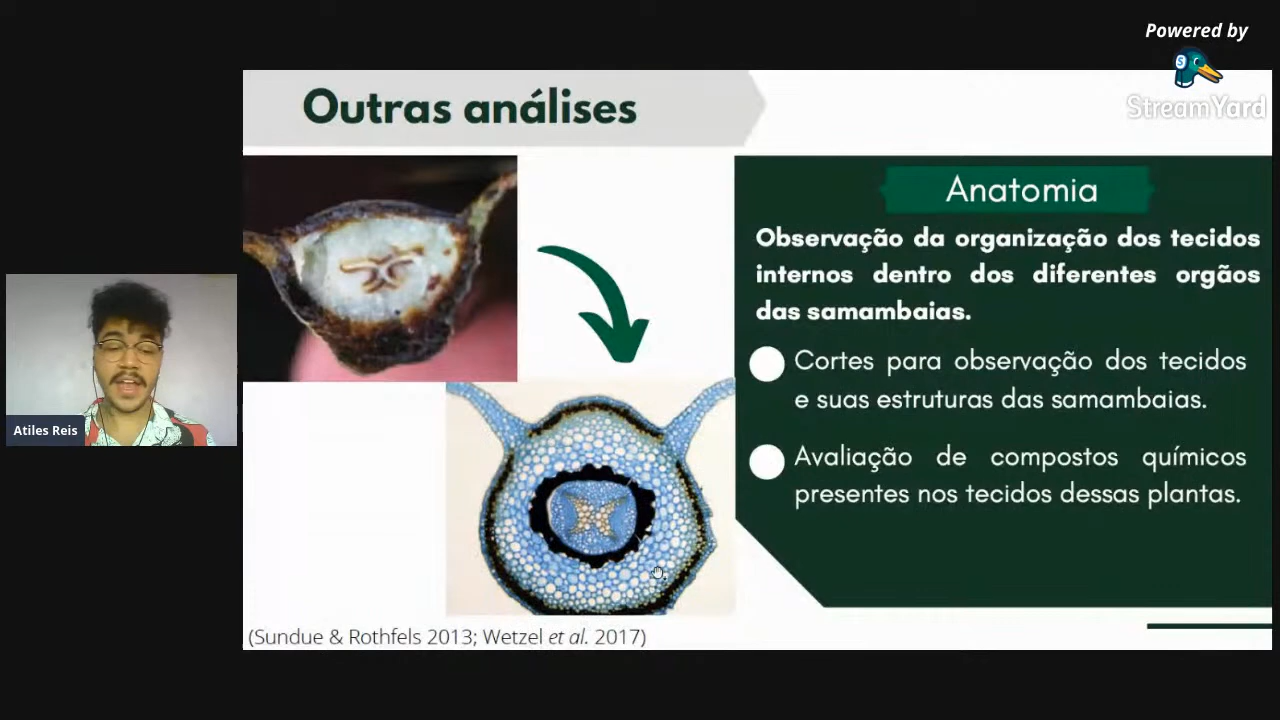 Powered by
StreamYard
Outras análises
Anatomia
Observação da organização dos tecidos
internos dentro dos diferentes orgãos
das samambaias.
Cortes para observação dos tecidos
e suas estruturas das samambaias.
Avaliação de compostos químicos
presentes nos tecidos dessas plantas.
Atiles Reis
(Sundue & Rothfels 2013; Wetzel et al. 2017)